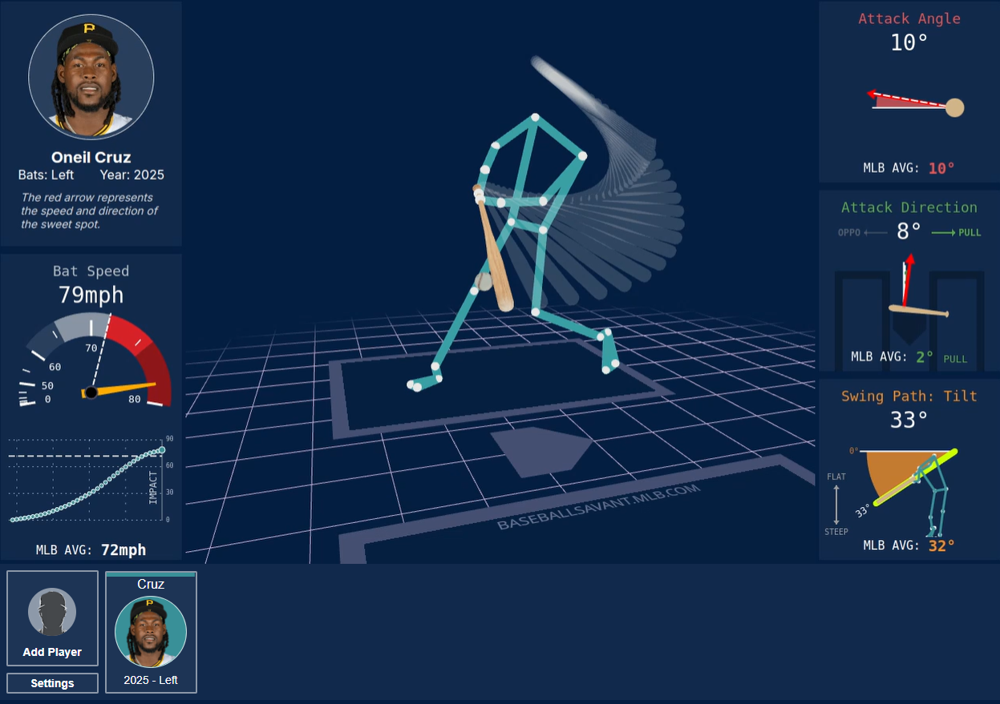 P
Oneil Cruz
Bats: Left Year: 2025
The red arrow represents
the speed and direction of
the sweet spot.
Bat Speed
79mph
70
60
50
0
80
90
60
30
0
IMPACT
MLB AVG: 72mph
BASEBALLSAVANT.MLB.COM
Attack Angle
10°
MLB AVG: 10°
Attack Direction
OPPO 8° PULL
MLB AVG: 2° PULL
Swing Path: Tilt
33°
0°
FLAT
33°
STEEP
MLB AVG: 32°
Add Player
Settings
Cruz
P
2025 - Left